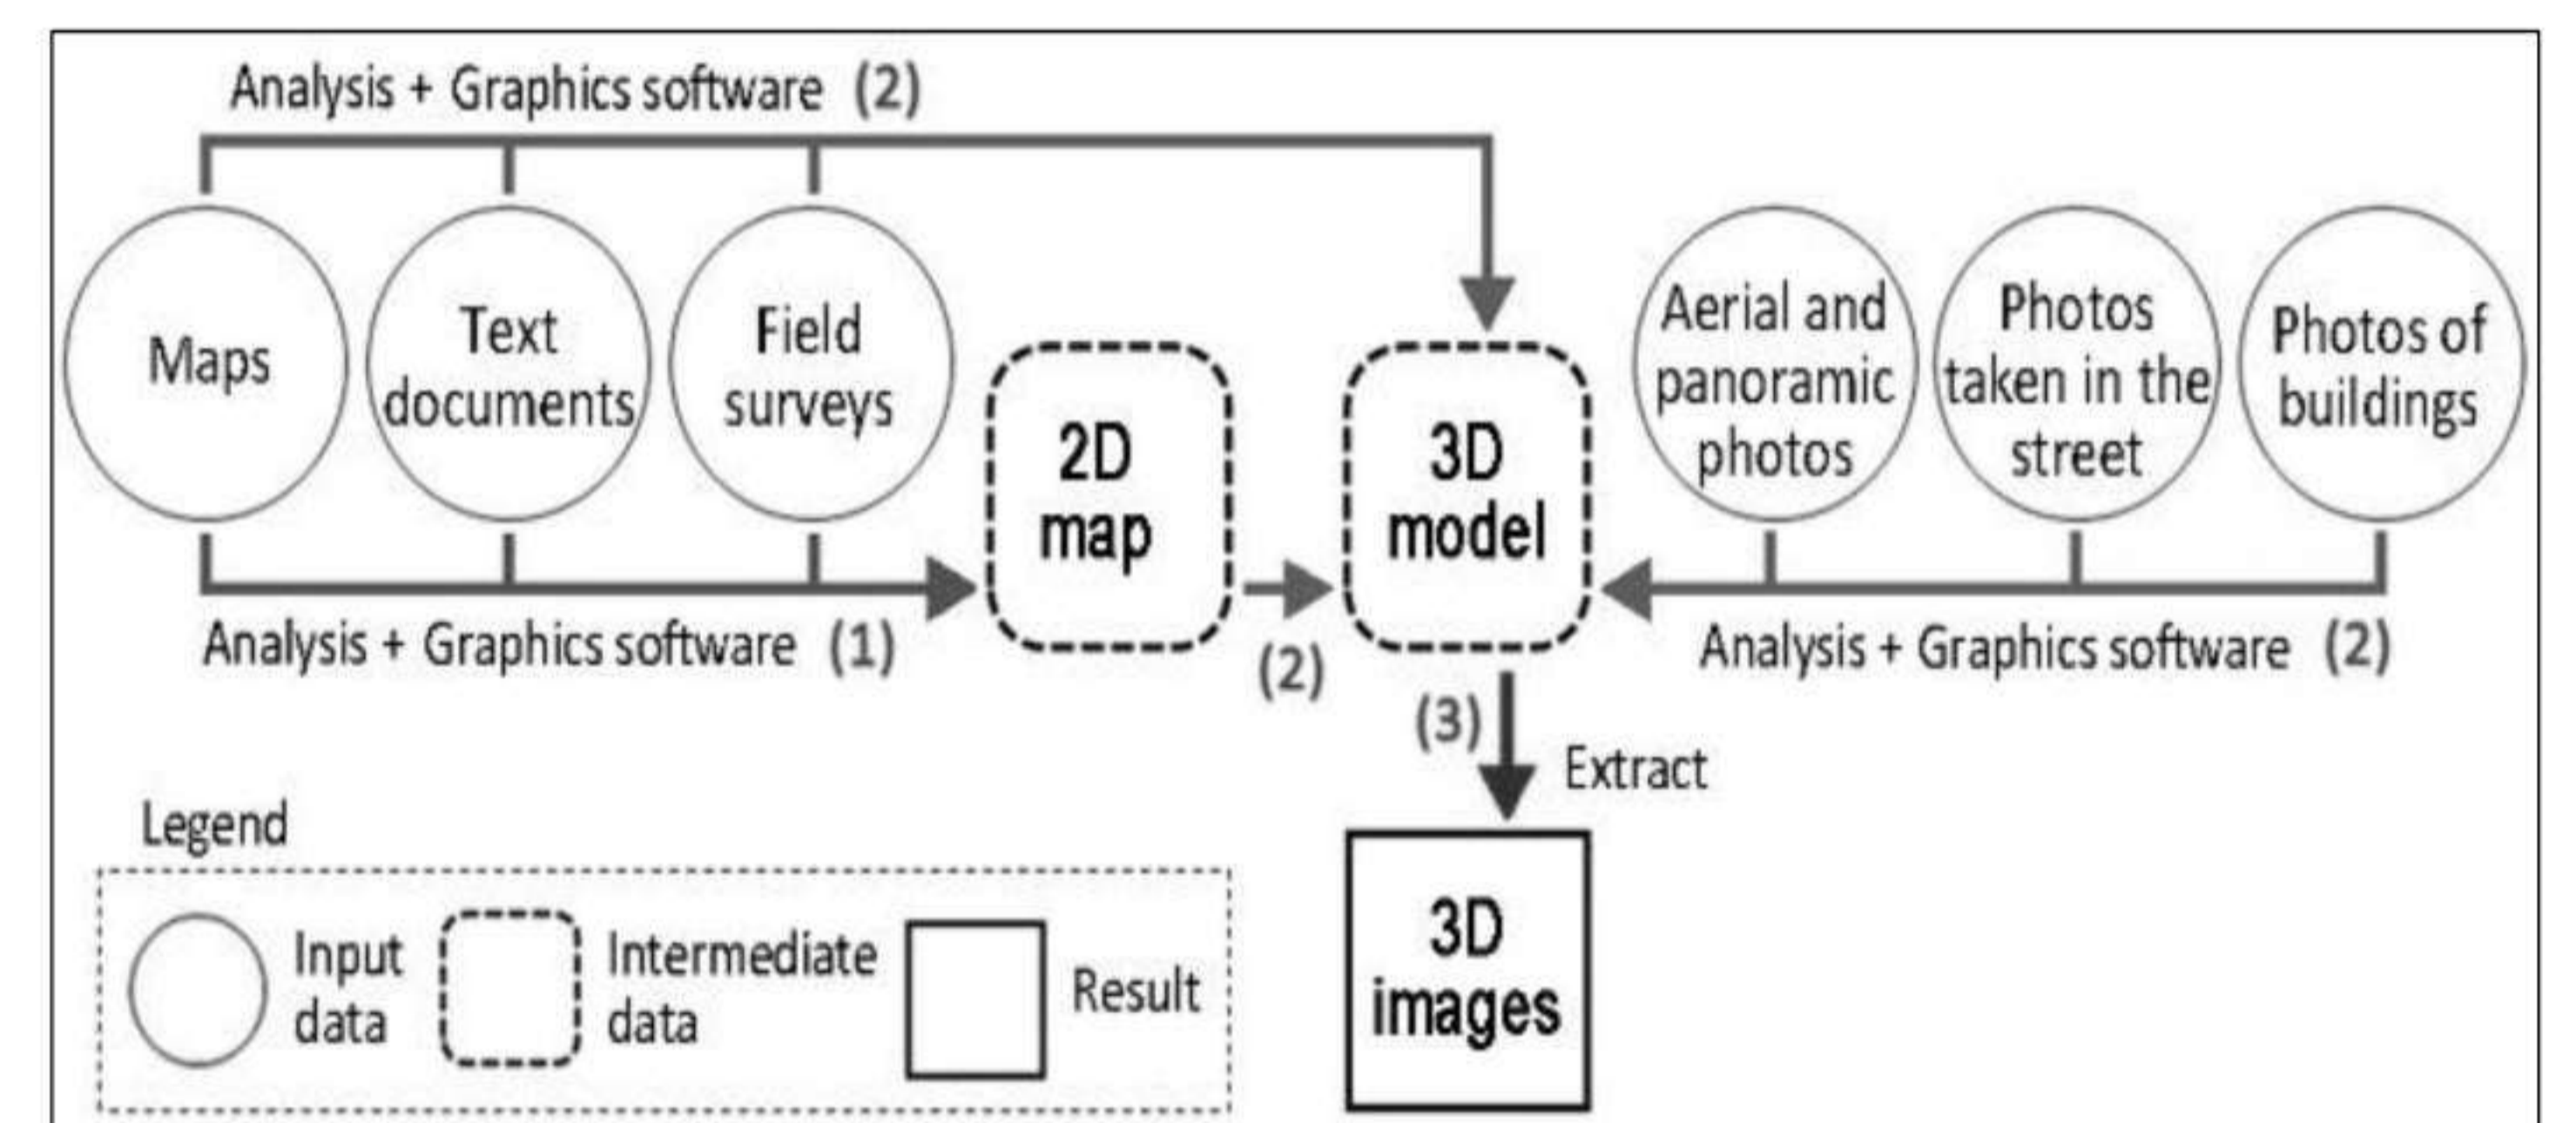 Analysis + Graphics software (2)
Maps
Text
documents
Field
surveys
2D
map
3D
model
Aerial and
panoramic
photos
Photos
taken in the
street
Photos of
buildings
Analysis + Graphics software (1)
(2)
Analysis + Graphics software (2)
(3)
Extract
3D
images
Legend
Input
data
Intermediate
data
Result